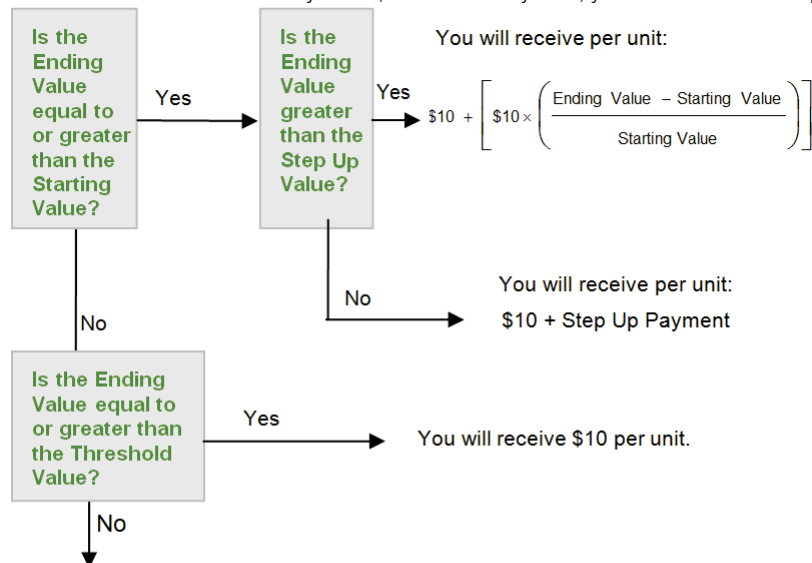 Is the
Ending
Value
equal to
or greater
than the
Starting
Value?
Yes
Is the
Ending
Value
greater
than the
Step Up
Value?
Yes
You will receive per unit:
$10 + [ $10 × ( Ending Value – Starting Value
Starting Value ) ]
No
You will receive per unit:
$10 + Step Up Payment
No
Is the Ending
Value equal to
or greater than
the Threshold
Value?
Yes
You will receive $10 per unit.
No